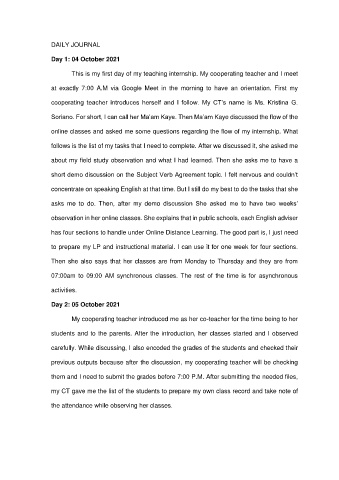 DAILY JOURNAL
Day 1: 04 October 2021
This is my first day of my teaching internship. My cooperating teacher and I meet
at exactly 7:00 A.M via Google Meet in the morning to have an orientation. First my
cooperating teacher introduces herself and I follow. My CT's name is Ms. Kristina G.
Soriano. For short, I can call her Ma'am Kaye. Then Ma'am Kaye discussed the flow of the
online classes and asked me some questions regarding the flow of my internship. What
follows is the list of my tasks that I need to complete. After we discussed it, she asked me
about my field study observation and what I had learned. Then she asks me to have a
short demo discussion on the Subject Verb Agreement topic. I felt nervous and couldn't
concentrate on speaking English at that time. But I still do my best to do the tasks that she
asks me to do. Then, after my demo discussion She asked me to have two weeks'
observation in her online classes. She explains that in public schools, each English adviser
has four sections to handle under Online Distance Learning. The good part is, I just need
to prepare my LP and instructional material. I can use it for one week for four sections.
Then she also says that her classes are from Monday to Thursday and they are from
07:00am to 09:00 AM synchronous classes. The rest of the time is for asynchronous
activities.
Day 2: 05 October 2021
My cooperating teacher introduced me as her co-teacher for the time being to her
students and to the parents. After the introduction, her classes started and I observed
carefully. While discussing, I also encoded the grades of the students and checked their
previous outputs because after the discussion, my cooperating teacher will be checking
them and I need to submit the grades before 7:00 P.M. After submitting the needed files,
my CT gave me the list of the students to prepare my own class record and take note of
the attendance while observing her classes.